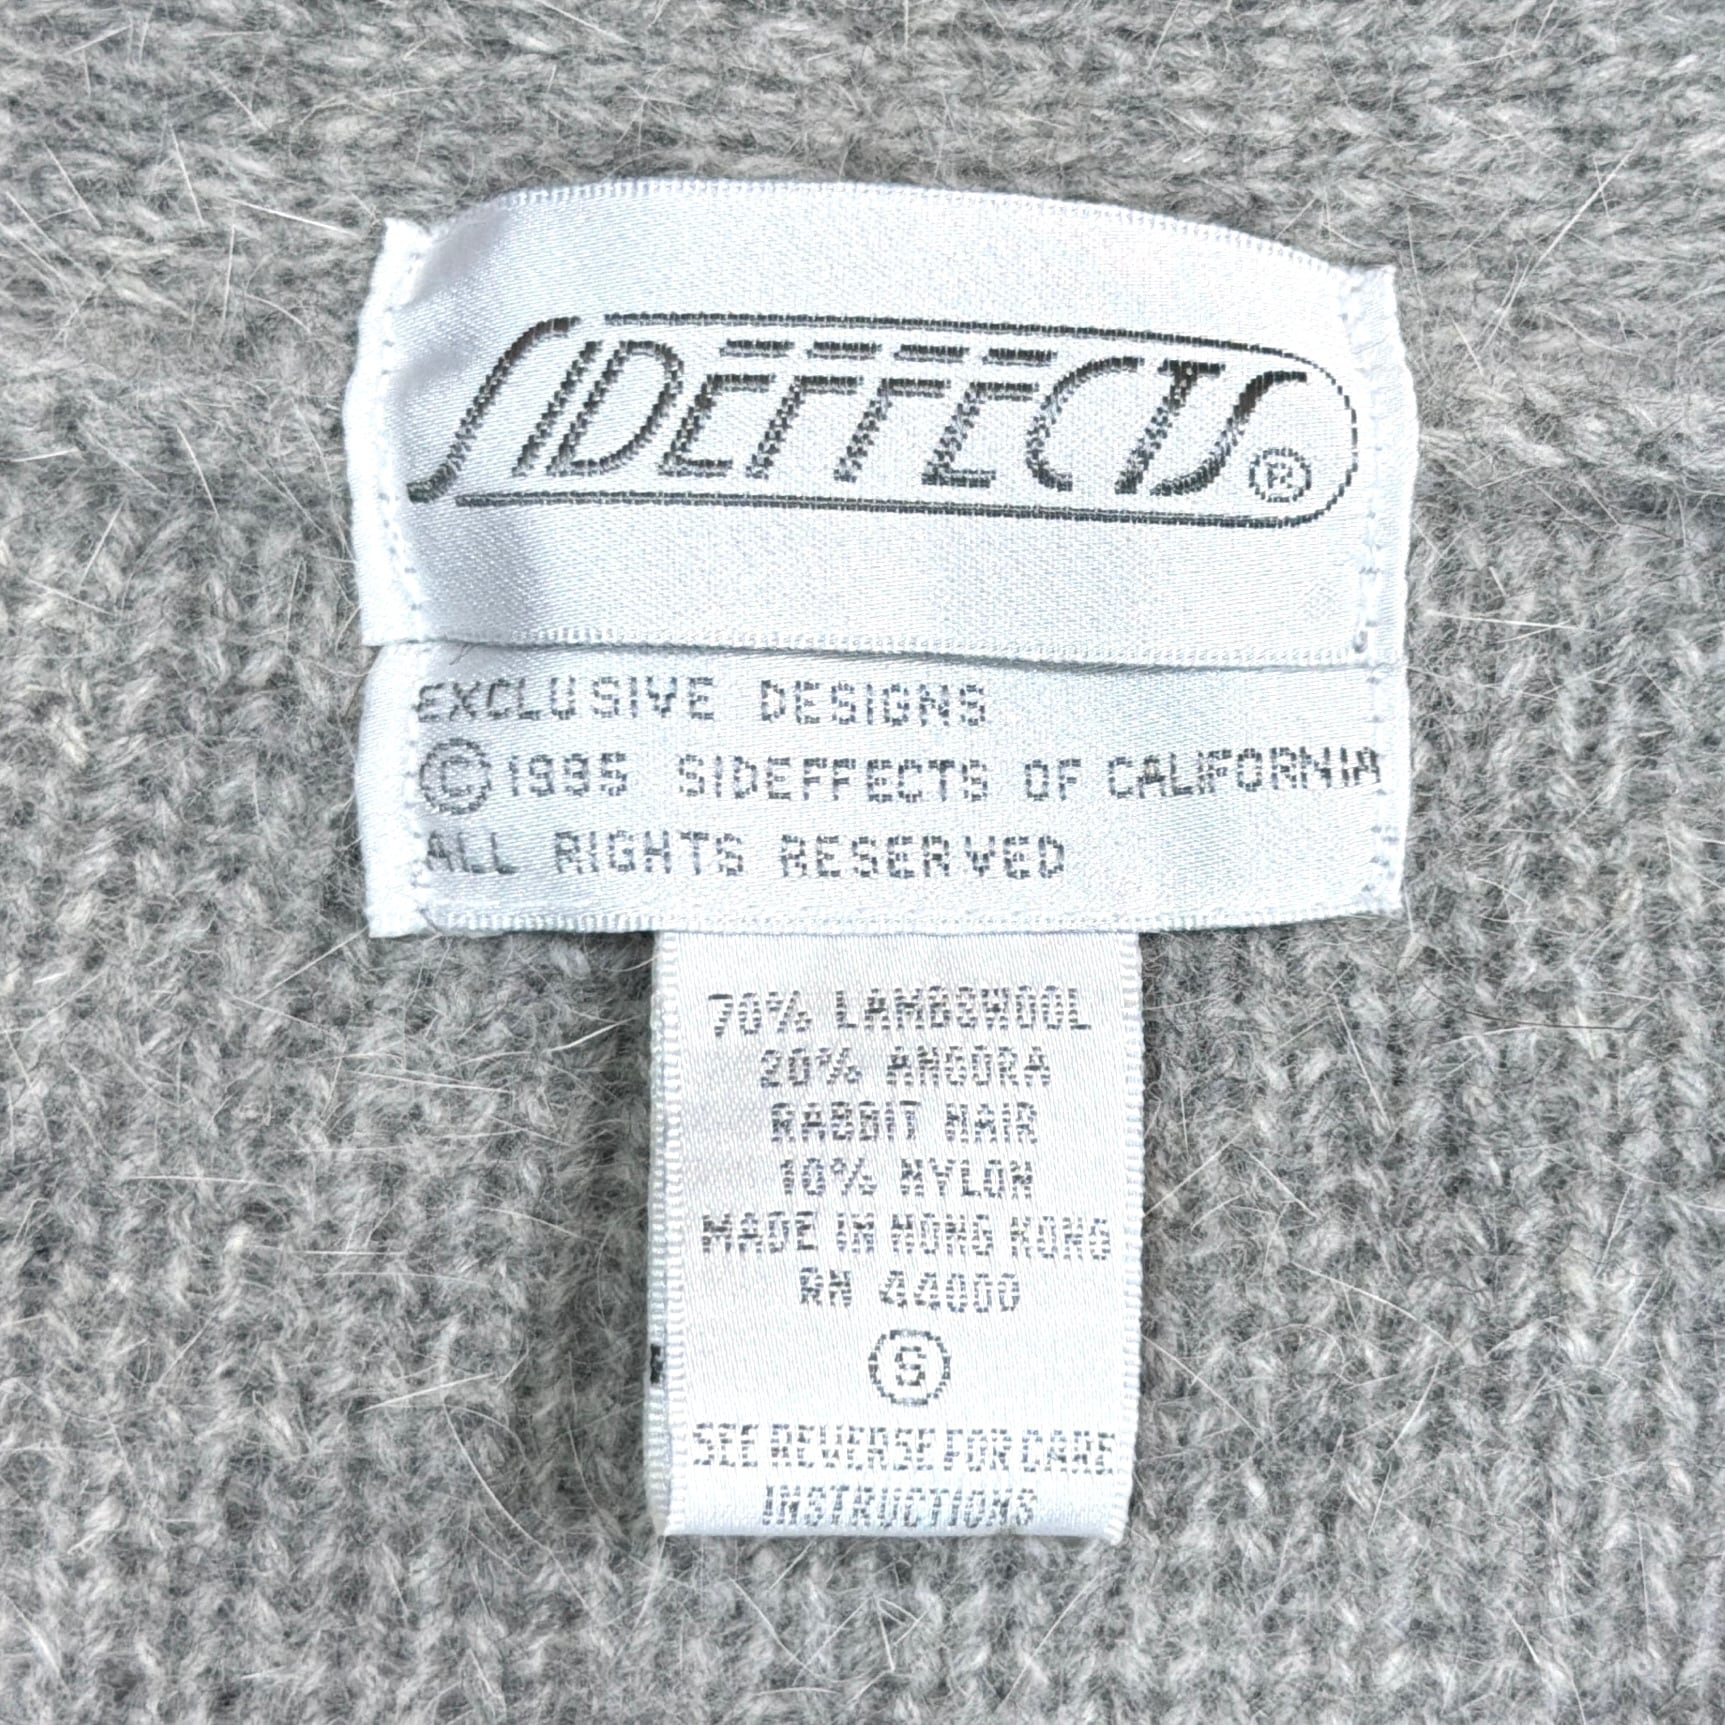 SIDEFFECTS®
EXCLUSIVE DESIGNS
©1995 SIDEFFECTS OF CALIFORNIA
ALL RIGHTS RESERVED
70% LAMBSWOOL
20% ANGORA
RABBIT HAIR
10% NYLON
MADE IN HONG KONG
RN 44000
S
SEE REVERSE FOR CARE
INSTRUCTIONS